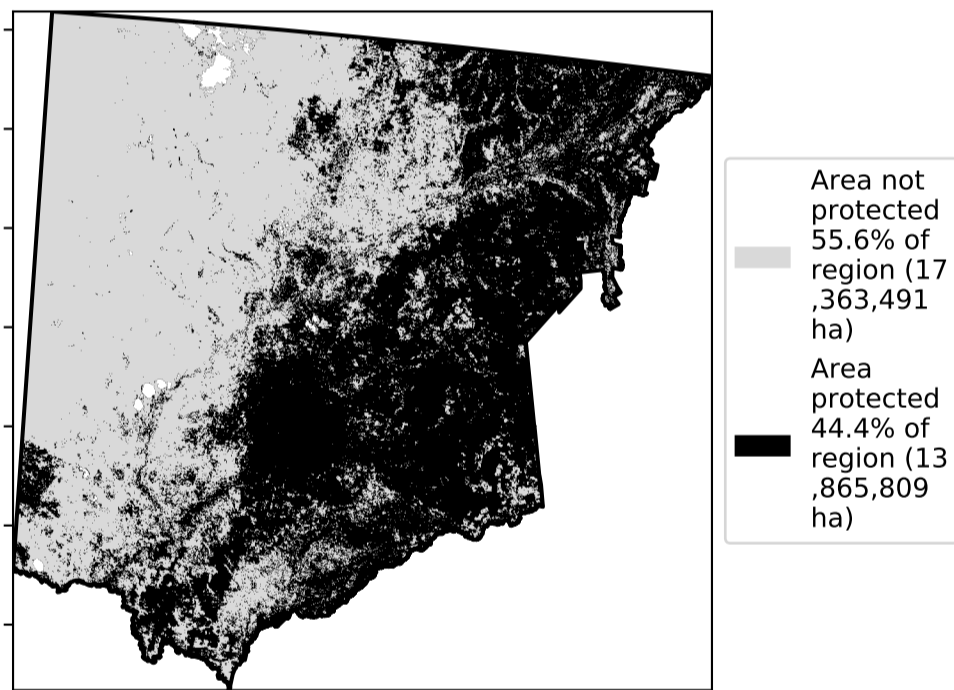 Area not
protected
55.6% of
region (17
,363,491
ha)
Area
protected
44.4% of
region (13
,865,809
ha)